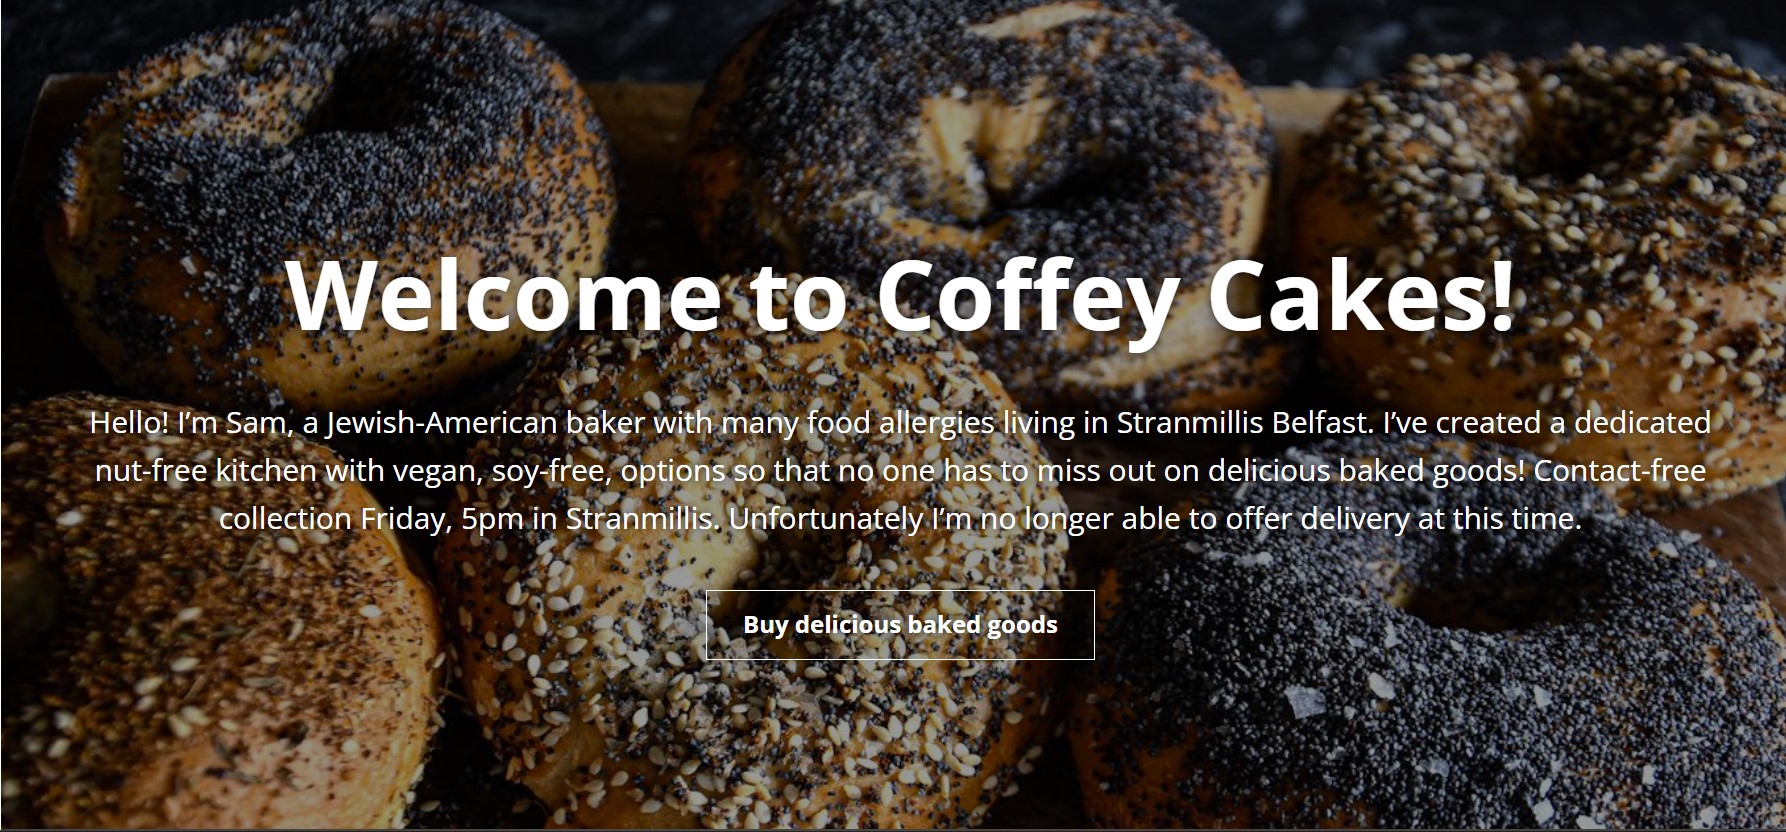 Welcome to Coffey Cakes!
Hello! I’m Sam, a Jewish-American baker with many food allergies living in Stranmillis Belfast. I’ve created a dedicated
nut-free kitchen with vegan, soy-free, options so that no one has to miss out on delicious baked goods! Contact-free
collection Friday, 5pm in Stranmillis. Unfortunately I’m no longer able to offer delivery at this time.
Buy delicious baked goods